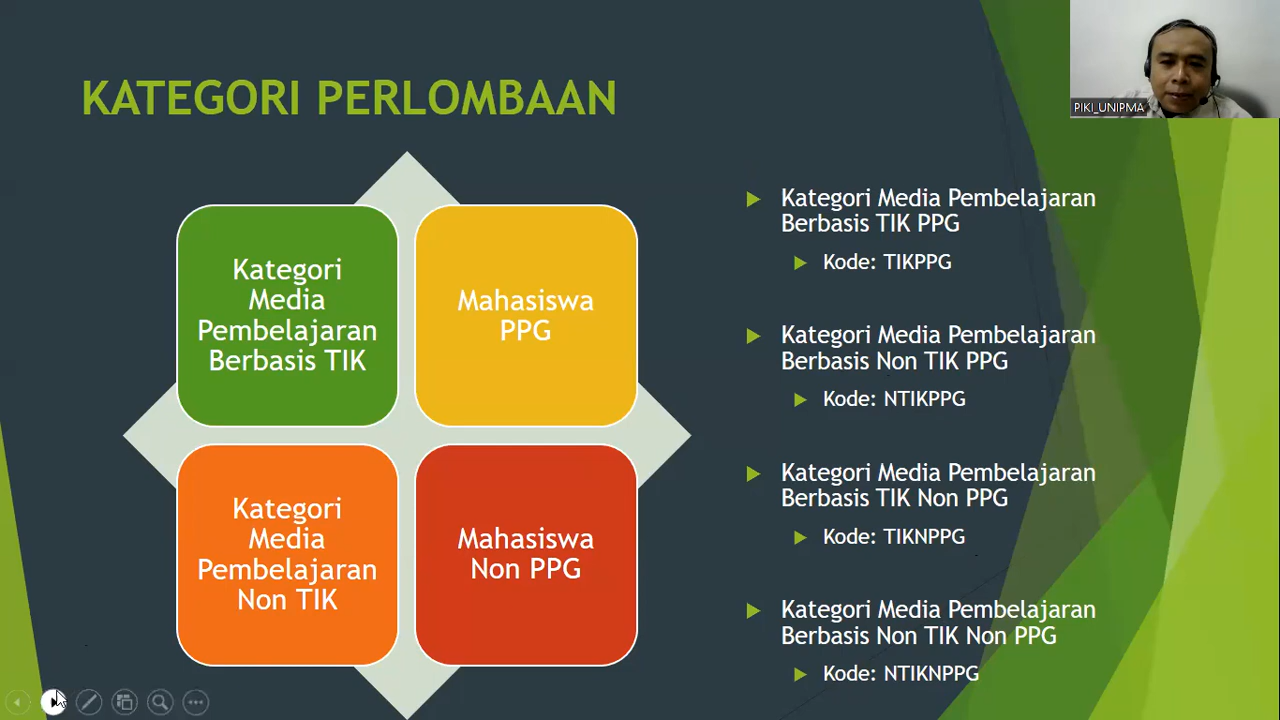 KATEGORI PERLOMBAAN
PIKI_UNIPMA
Kategori
Media
Pembelajaran
Berbasis TIK
Mahasiswa
PPG
Kategori
Media
Pembelajaran
Non TIK
Mahasiswa
Non PPG
Kategori Media Pembelajaran
Berbasis TIK PPG
Kode: TIKPPG
Kategori Media Pembelajaran
Berbasis Non TIK PPG
Kode: NTIKPPG
Kategori Media Pembelajaran
Berbasis TIK Non PPG
Kode: TIKNPPG
Kategori Media Pembelajaran
Berbasis Non TIK Non PPG
Kode: NTIKNPPG